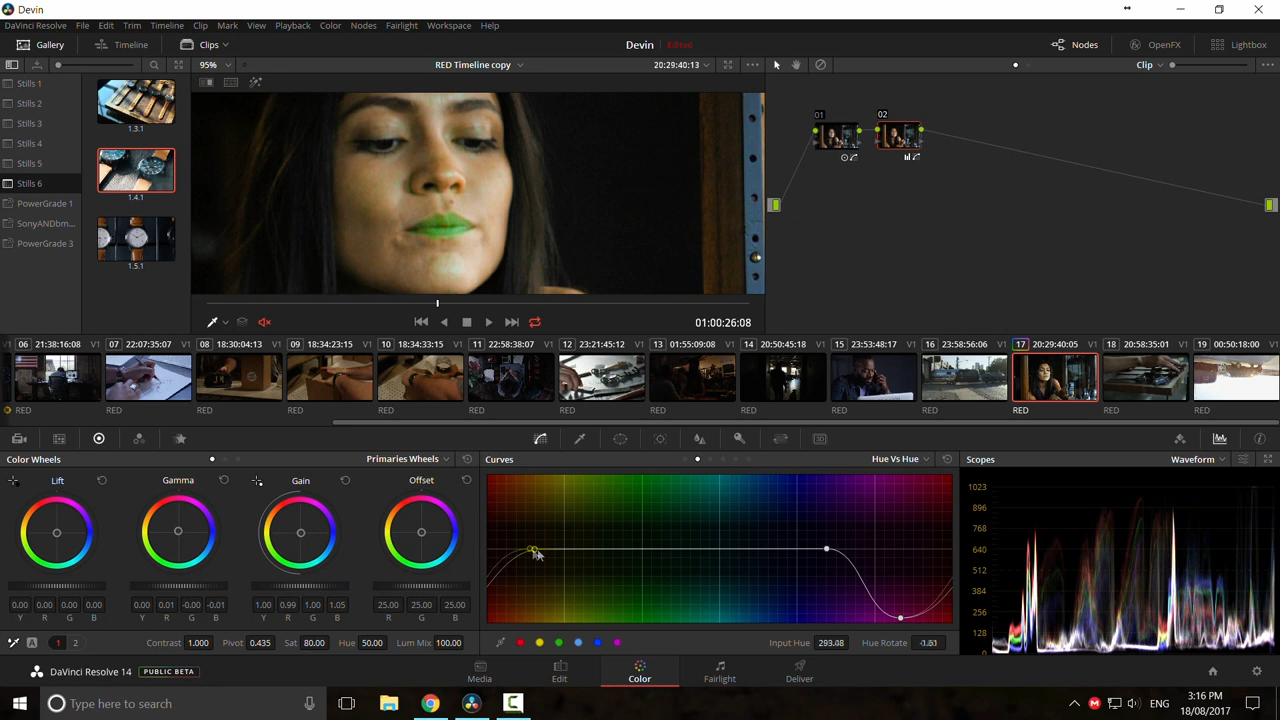 Devin
DaVinci Resolve File Edit Trim Timeline Clip Mark View Playback Color Nodes Fairlight Workspace Help
Gallery Timeline Clips Devin Edited Nodes OpenFX Lightbox
95% RED Timeline copy 20:29:40:13 Clip
Stills 1
Stills 2
Stills 3
Stills 4
Stills 5
Stills 6
PowerGrade 1
SonyANDbm...
PowerGrade 3
1.3.1
1.4.1
1.5.1
01 02
01:00:26:08
V1 06 21:38:16:08 V1 07 22:07:35:07 V1 08 18:30:04:13 V1 09 18:34:23:15 V1 10 18:34:33:15 V1 11 22:58:38:07 V1 12 23:21:45:12 V1 13 01:55:09:08 V1 14 20:50:45:18 V1 15 23:53:48:17 V1 16 23:58:56:06 V1 17 20:29:40:05 V1 18 20:58:35:01 V1 19 00:50:18:00 V1
RED RED RED RED RED RED RED RED RED RED RED RED RED RED
3D
Color Wheels Primaries Wheels Curves Hue Vs Hue Scopes Waveform
Lift Gamma Gain Offset
1023
896
768
640
512
384
256
128
0
0.00 0.00 0.00 0.00 0.00 0.01 -0.00 -0.01 1.00 0.99 1.00 1.05 25.00 25.00 25.00
Y R G B Y R G B Y R G B R G B
A 1 2 Contrast 1.000 Pivot 0.435 Sat 80.00 Hue 50.00 Lum Mix 100.00 Input Hue Hue Rotate
DaVinci Resolve 14 PUBLIC BETA
Media Edit Color Fairlight Deliver
Type here to search
ENG
3:16 PM
18/08/2017